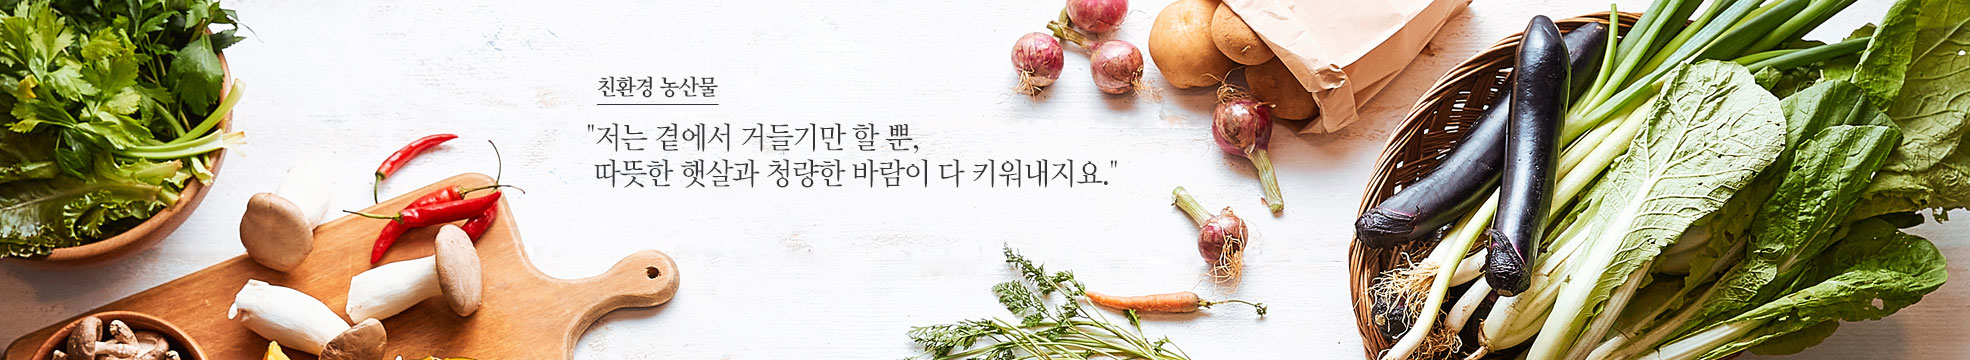 친환경 농산물
"저는 곁에서 거들기만 할 뿐,
따뜻한 햇살과 청량한 바람이 다 키워내지요."